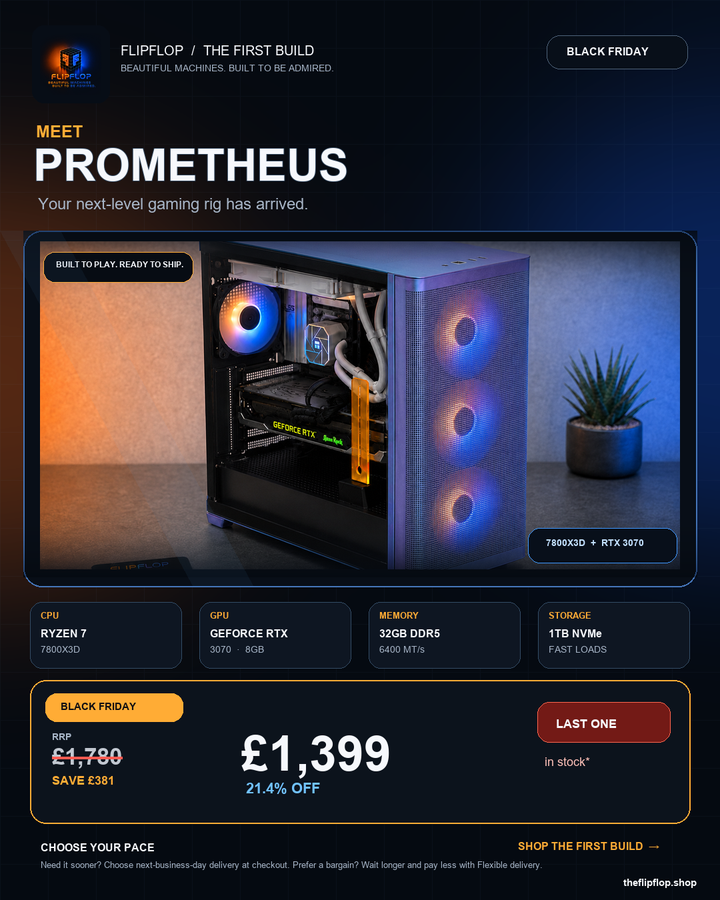 FLIPFLOP
FLIPFLOP / THE FIRST BUILD
BEAUTIFUL MACHINES. BUILT TO BE ADMIRED.
BLACK FRIDAY
MEET
PROMETHEUS
Your next-level gaming rig has arrived.
BUILT TO PLAY. READY TO SHIP.
GEFORCE RTX
7800X3D + RTX 3070
FLIPFLOP
CPU
RYZEN 7
7800X3D
GPU
GEFORCE RTX
3070 · 8GB
MEMORY
32GB DDR5
6400 MT/s
STORAGE
1TB NVMe
FAST LOADS
BLACK FRIDAY
RRP
£1,780
SAVE £381
£1,399
21.4% OFF
LAST ONE
in stock*
CHOOSE YOUR PACE
SHOP THE FIRST BUILD →
Need it sooner? Choose next-business-day delivery at checkout. Prefer a bargain? Wait longer and pay less with Flexible delivery.
theflipflop.shop